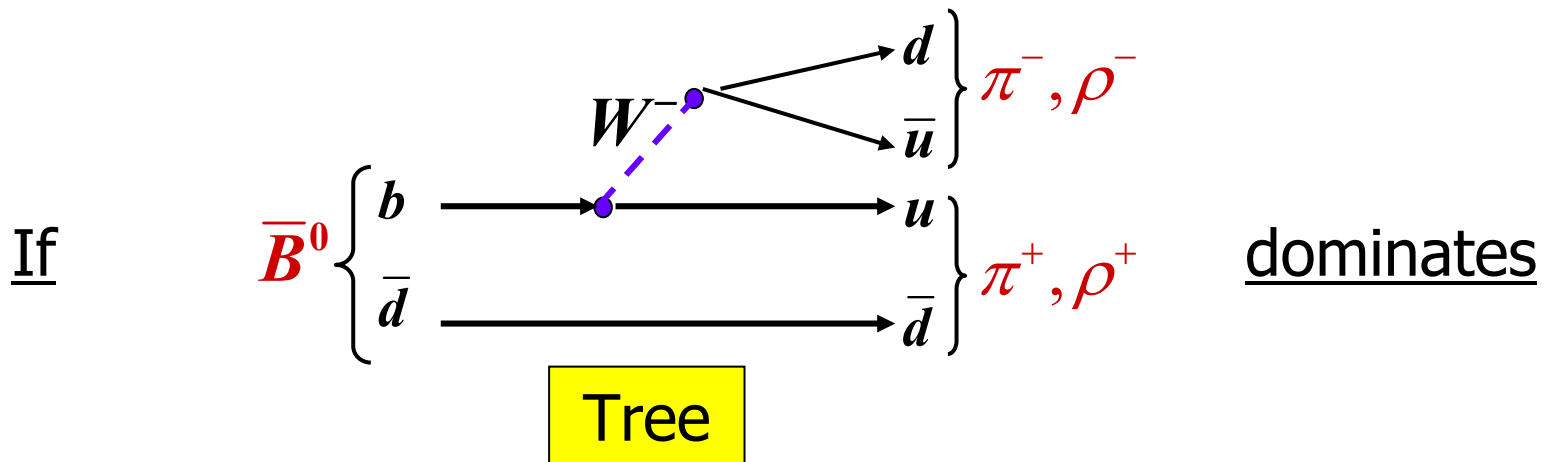 d
π⁻, ρ⁻
W⁻
u̅
b
u
If
B̅⁰
π⁺, ρ⁺
dominates
d̅
d̅
Tree